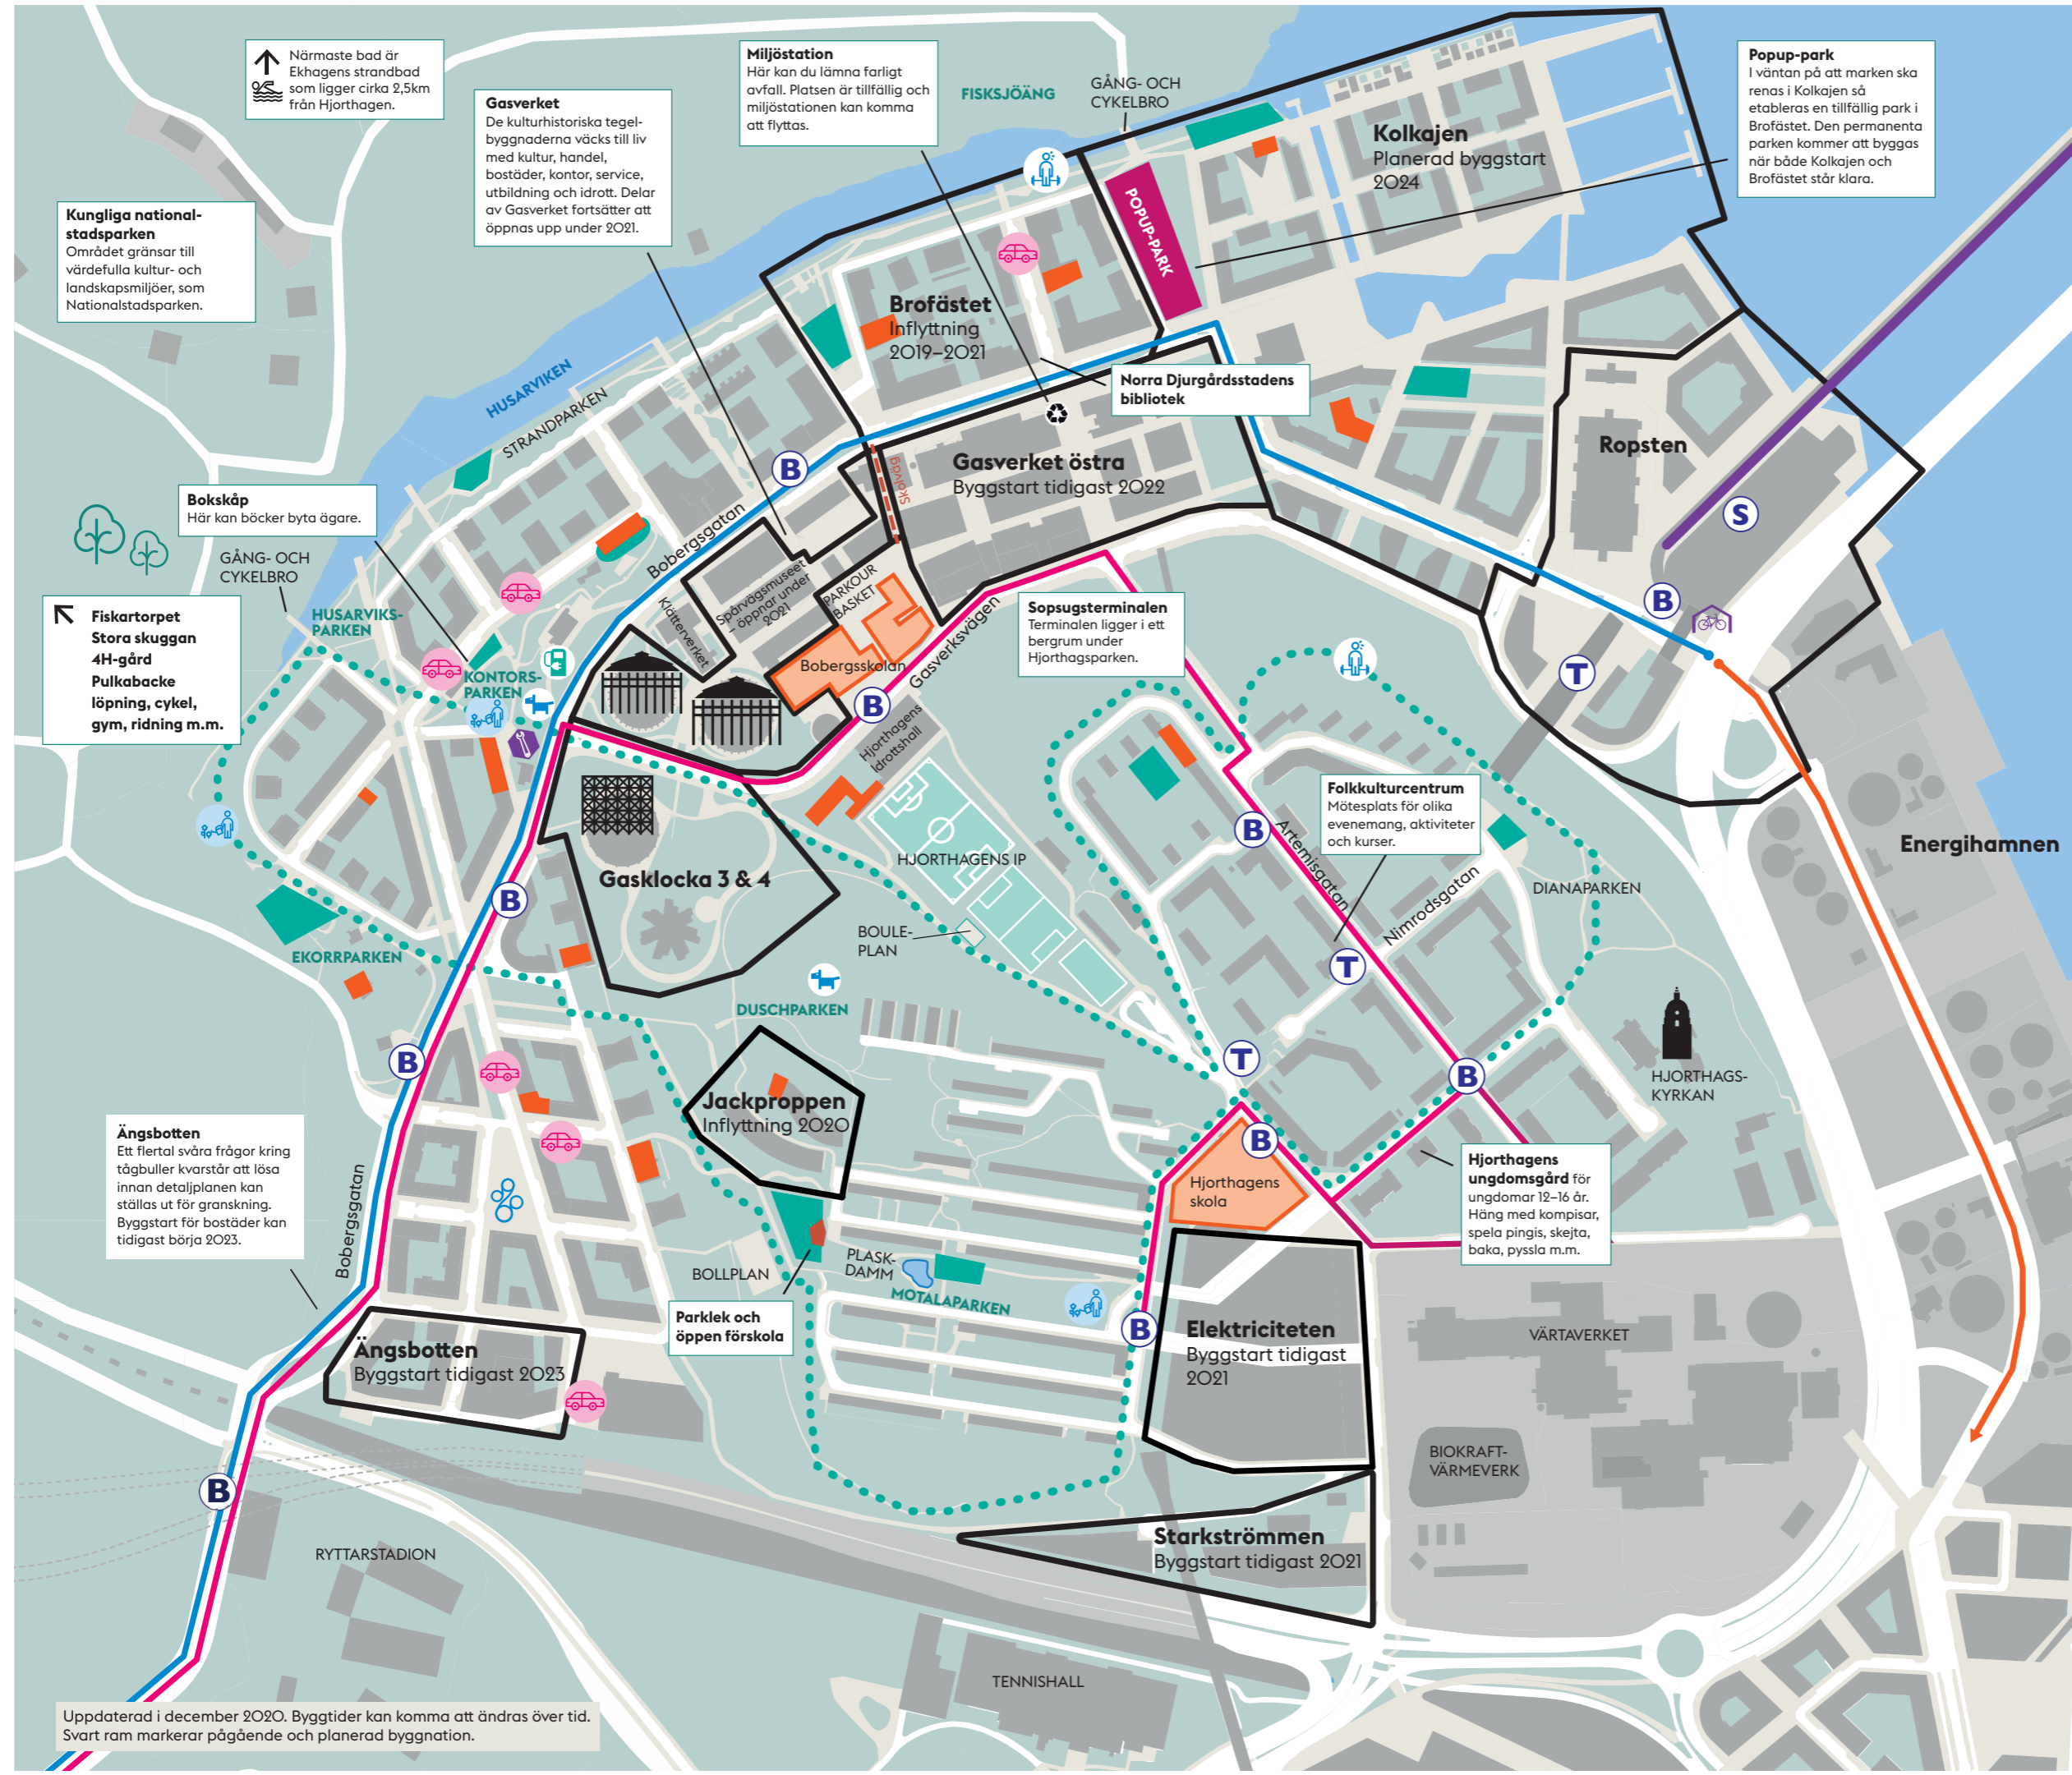 Närmaste bad är
Ekhagens strandbad
som ligger cirka 2,5km
från Hjorthagen.
Gasverket
De kulturhistoriska tegel-
byggnaderna väcks till liv
med kultur, handel,
bostäder, kontor, service,
utbildning och idrott. Delar
av Gasverket fortsätter att
öppnas upp under 2021.
Miljöstation
Här kan du lämna farligt
avfall. Platsen är tillfällig och
miljöstationen kan komma
att flyttas.
FISKSJÖÄNG
GÅNG- OCH
CYKELBRO
Kolkajen
Planerad byggstart
2024
Popup-park
I väntan på att marken ska
renas i Kolkajen så
etableras en tillfällig park i
Brofästet. Den permanenta
parken kommer att byggas
när både Kolkajen och
Brofästet står klara.
Kungliga national-
stadsparken
Området gränsar till
värdefulla kultur- och
landskapsmiljöer, som
Nationalstadsparken.
POPUP-PARK
Brofästet
Inflyttning
2019–2021
Norra Djurgårdsstadens
bibliotek
HUSARVIKEN
STRANDPARKEN
B
Skolväg
Gasverket östra
Byggstart tidigast 2022
Ropsten
S
Bokskåp
Här kan böcker byta ägare.
Bobergsgatan
GÅNG- OCH
CYKELBRO
HUSARVIKS-
PARKEN
Fiskartorpet
Stora skuggan
4H-gård
Pulkabacke
löpning, cykel,
gym, ridning m.m.
KONTORS-
PARKEN
Klätterverket
Spårvägsmuseet
– öppnar under
2021
PARKOUR
BASKET
Bobergsskolan
Gasverksvägen
B
Sopsugsterminalen
Terminalen ligger i ett
bergrum under
Hjorthagsparken.
B
T
Hjorthagens
Idrottshall
Folkkulturcentrum
Mötesplats för olika
evenemang, aktiviteter
och kurser.
B
Artemisgatan
Energihamnen
HJORTHAGENS IP
Gasklocka 3 & 4
B
Nimrodsgatan
DIANAPARKEN
BOULE-
PLAN
T
EKORRPARKEN
DUSCHPARKEN
B
T
B
HJORTHAGS-
KYRKAN
Jackproppen
Inflyttning 2020
Ängsbotten
Ett flertal svåra frågor kring
tågbuller kvarstår att lösa
innan detaljplanen kan
ställas ut för granskning.
Byggstart för bostäder kan
tidigast börja 2023.
Bobergsgatan
B
Hjorthagens
skola
Hjorthagens
ungdomsgård för
ungdomar 12–16 år.
Häng med kompisar,
spela pingis, skejta,
baka, pyssla m.m.
BOLLPLAN
PLASK-
DAMM
MOTALAPARKEN
Parklek och
öppen förskola
B
Elektriciteten
Byggstart tidigast
2021
VÄRTAVERKET
Ängsbotten
Byggstart tidigast 2023
BIOKRAFT-
VÄRMEVERK
B
RYTTARSTADION
Starkströmmen
Byggstart tidigast 2021
TENNISHALL
Uppdaterad i december 2020. Byggtider kan komma att ändras över tid.
Svart ram markerar pågående och planerad byggnation.